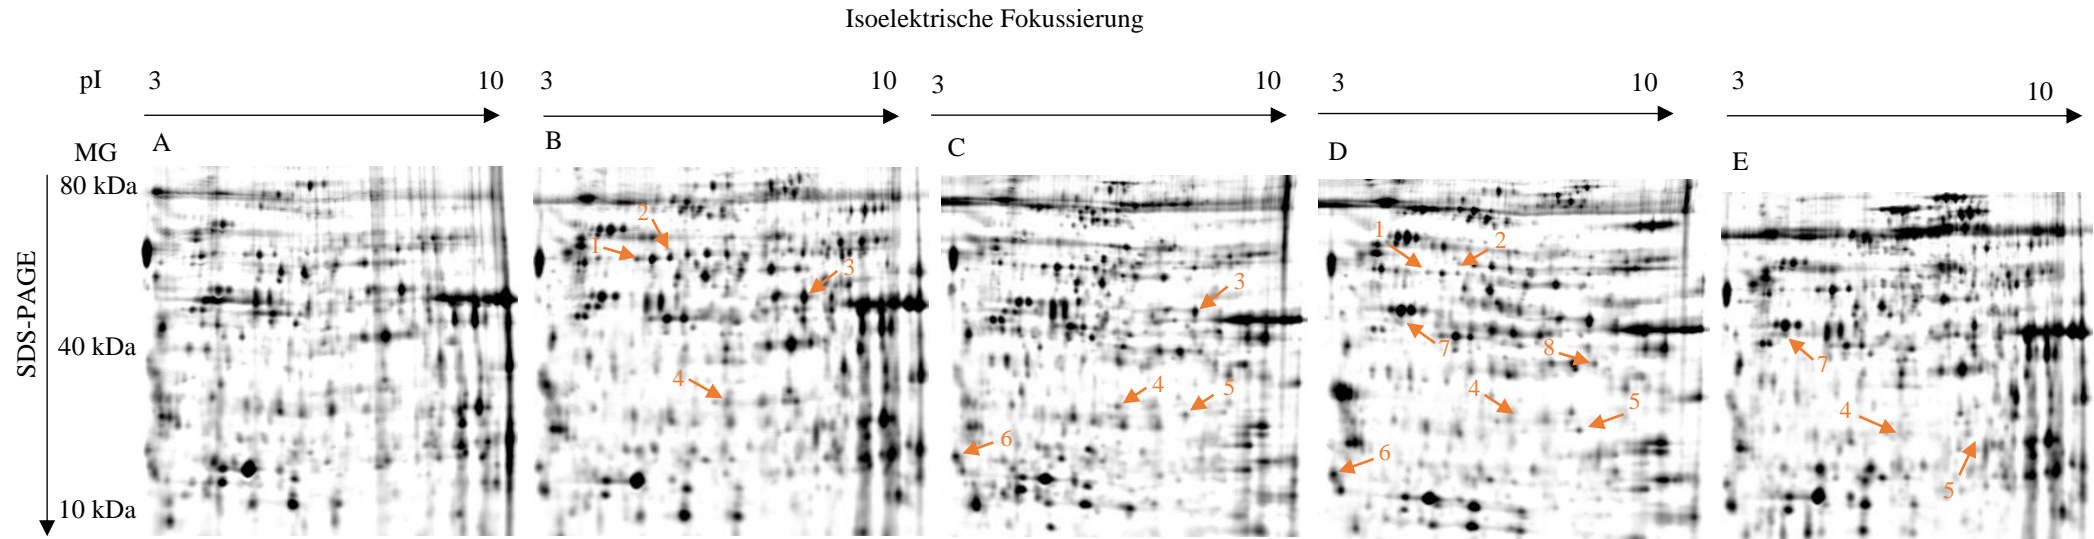 Isoelektrische Fokussierung
pI 3 10 3 10 3 10 3 10 3 10
A B C D E
MG
80 kDa
40 kDa
10 kDa
SDS-PAGE
1 2 3 4
3 4 5 6
1 2 7 8 4 5 6
7 4 5